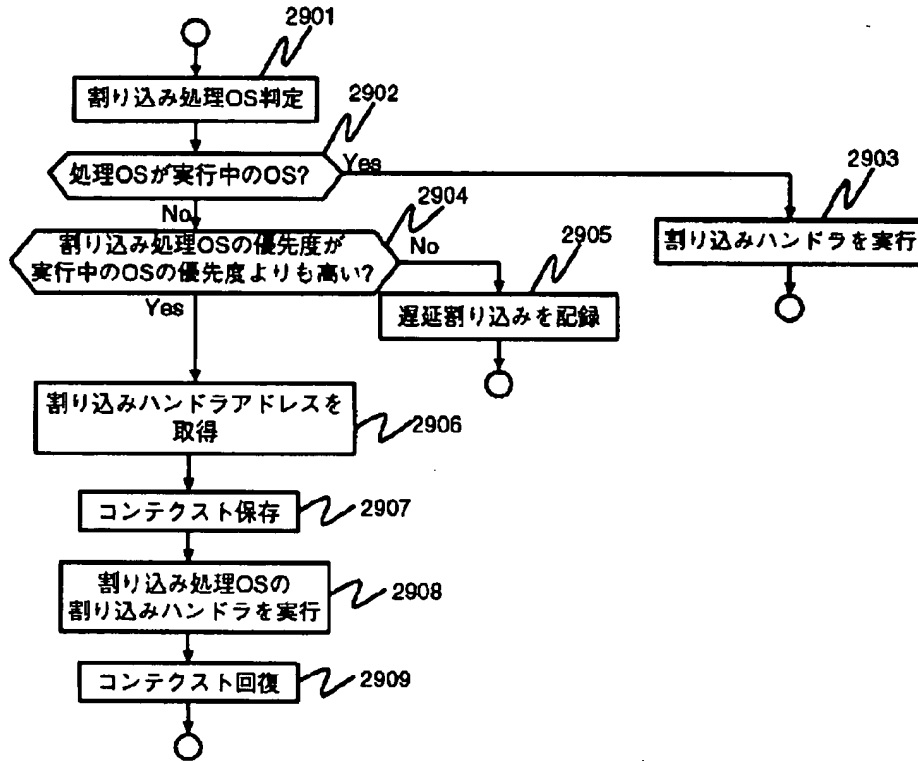 2901
割り込み処理OS判定
2902
処理OSが実行中のOS?
Yes
2903
割り込みハンドラを実行
No
2904
割り込み処理OSの優先度が
実行中のOSの優先度よりも高い?
No
2905
遅延割り込みを記録
Yes
割り込みハンドラアドレスを
取得
2906
コンテクスト保存
2907
割り込み処理OSの
割り込みハンドラを実行
2908
コンテクスト回復
2909